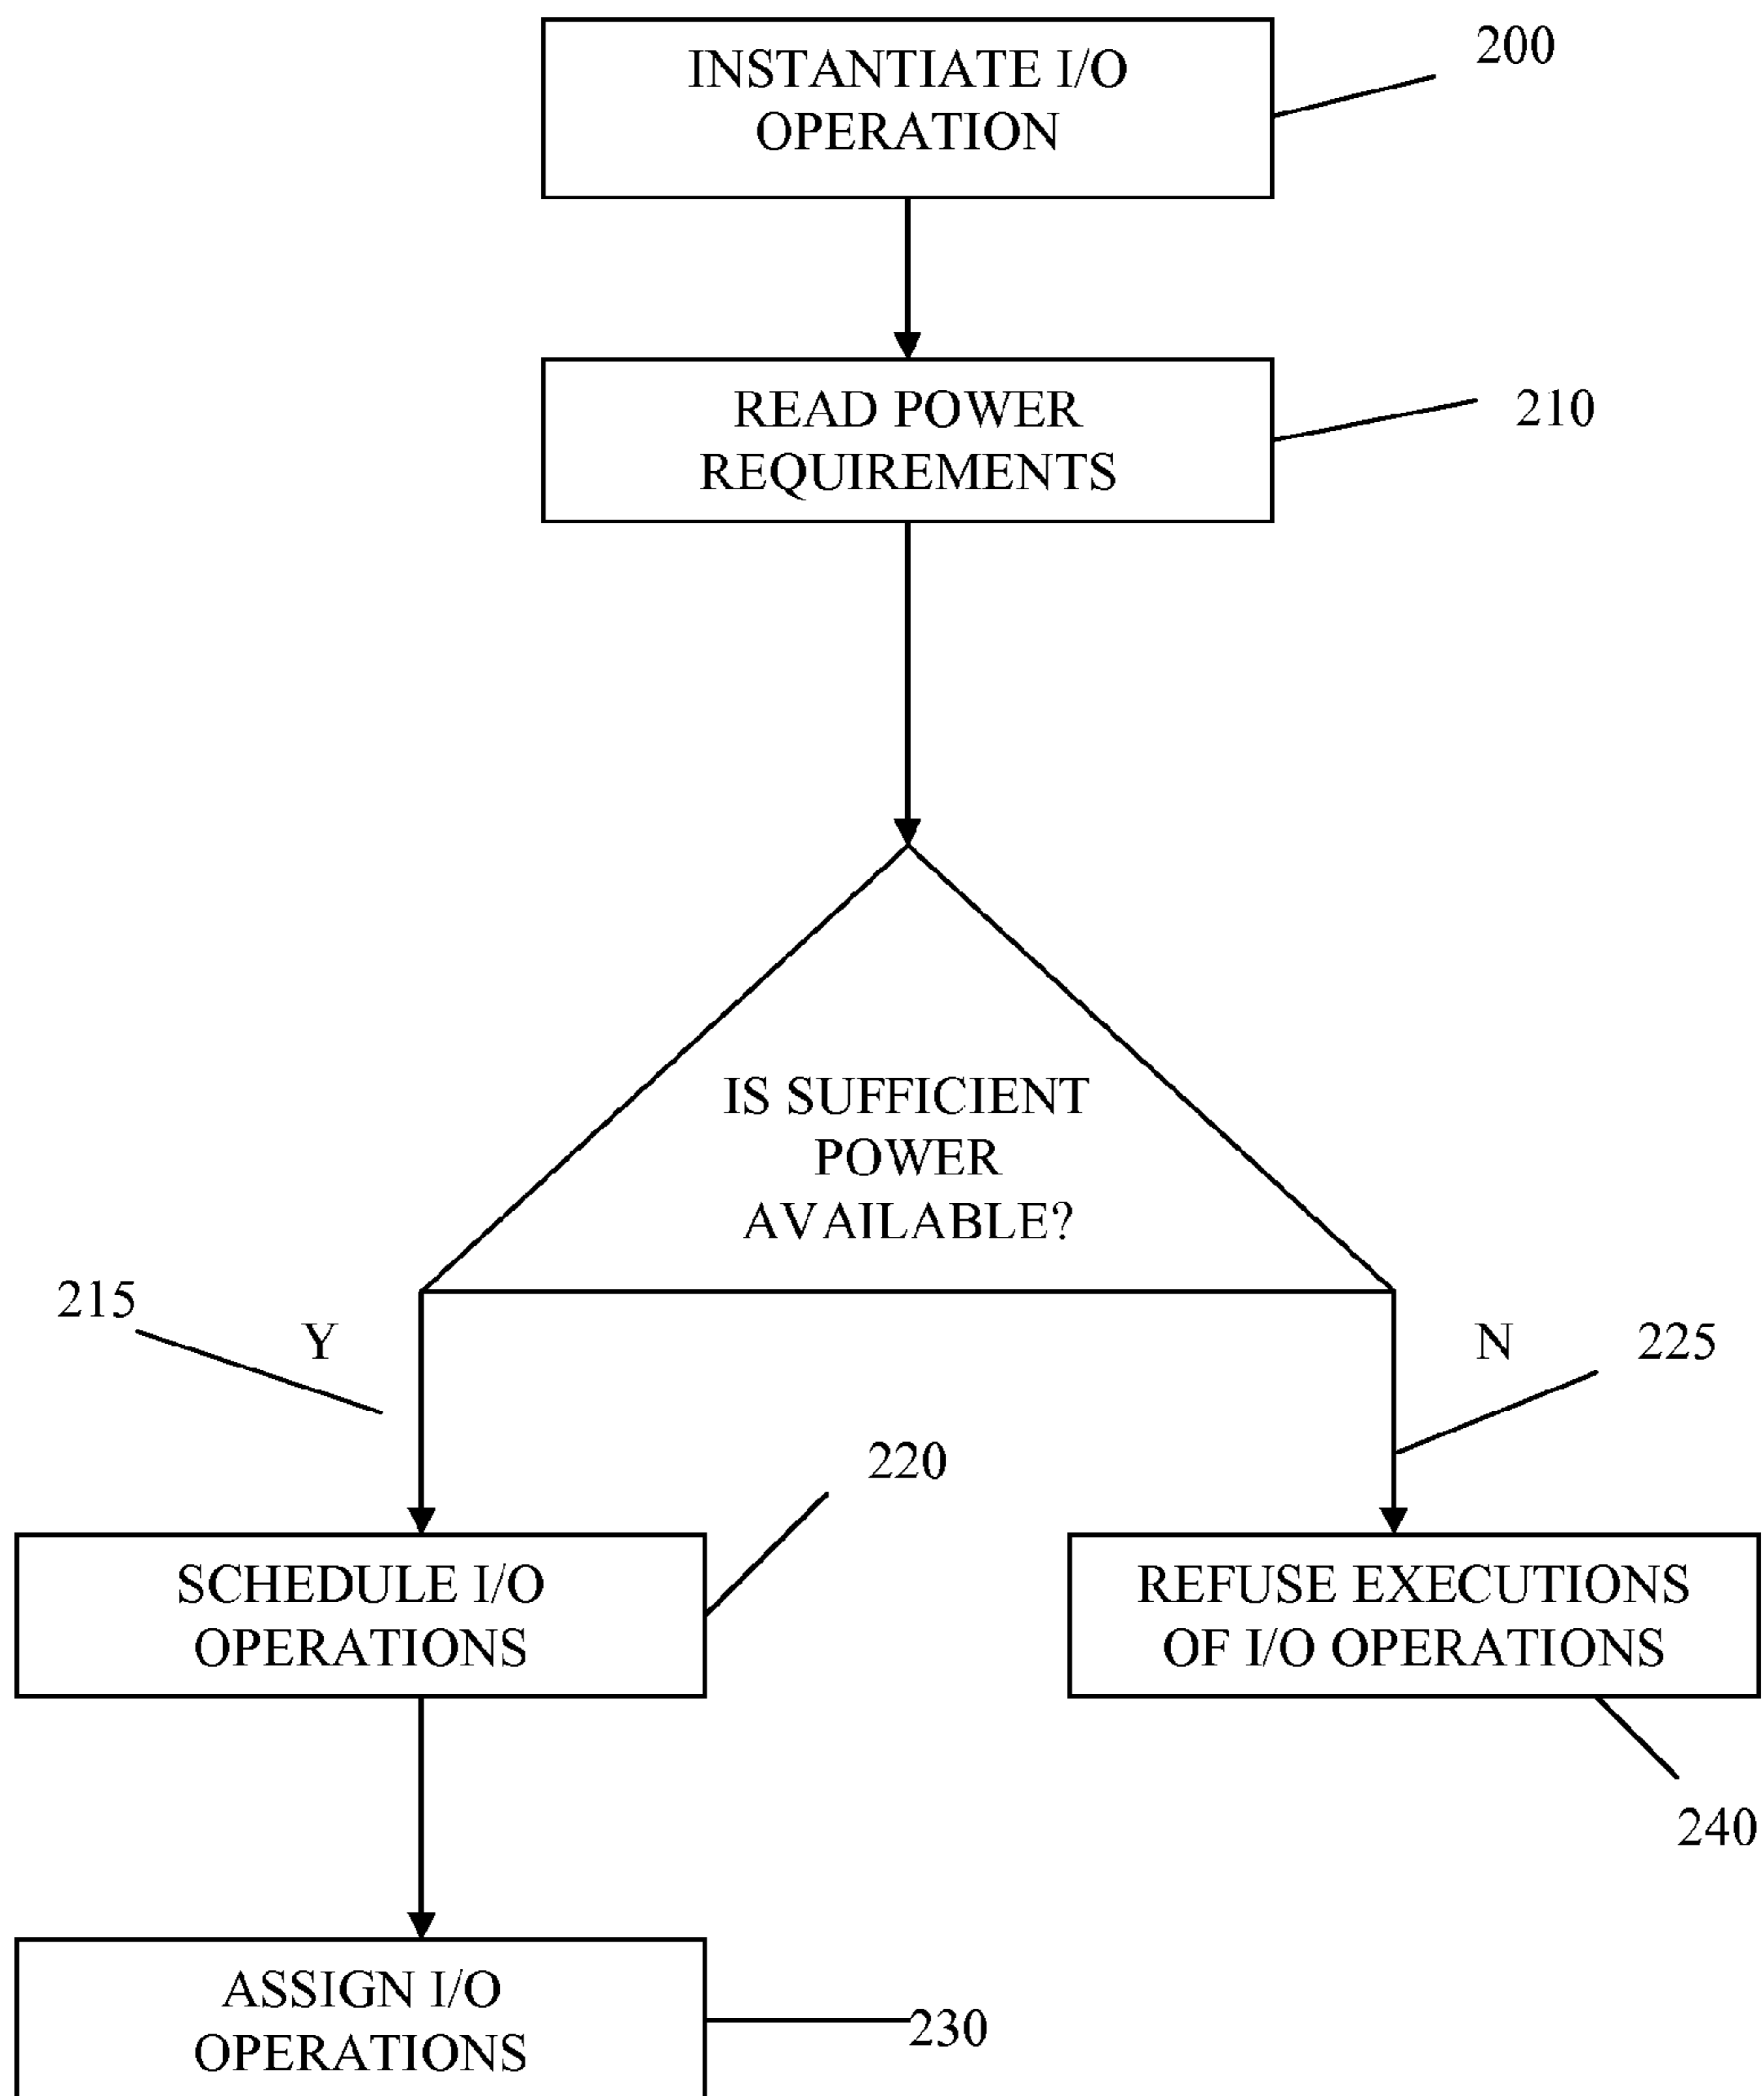 INSTANTIATE I/O
OPERATION
200
READ POWER
REQUIREMENTS
210
IS SUFFICIENT
POWER
AVAILABLE?
215
Y
N
225
220
SCHEDULE I/O
OPERATIONS
REFUSE EXECUTIONS
OF I/O OPERATIONS
240
ASSIGN I/O
OPERATIONS
230